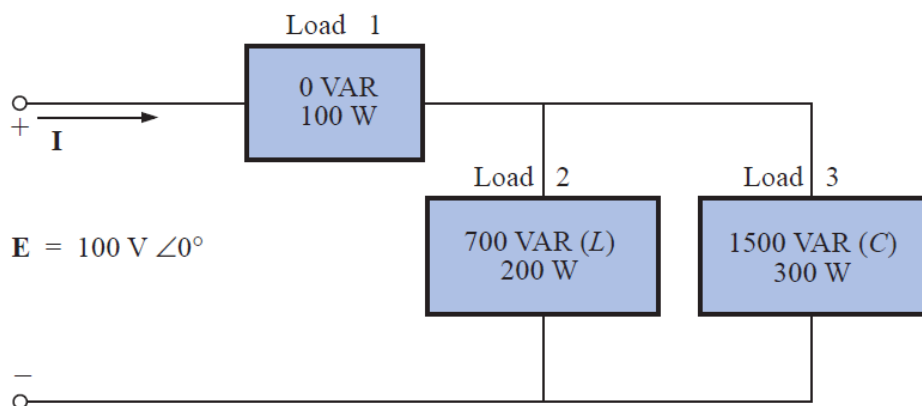 Load 1
0 VAR
100 W
+
I
Load 2
Load 3
E = 100 V ∠0°
700 VAR (L)
200 W
1500 VAR (C)
300 W
−